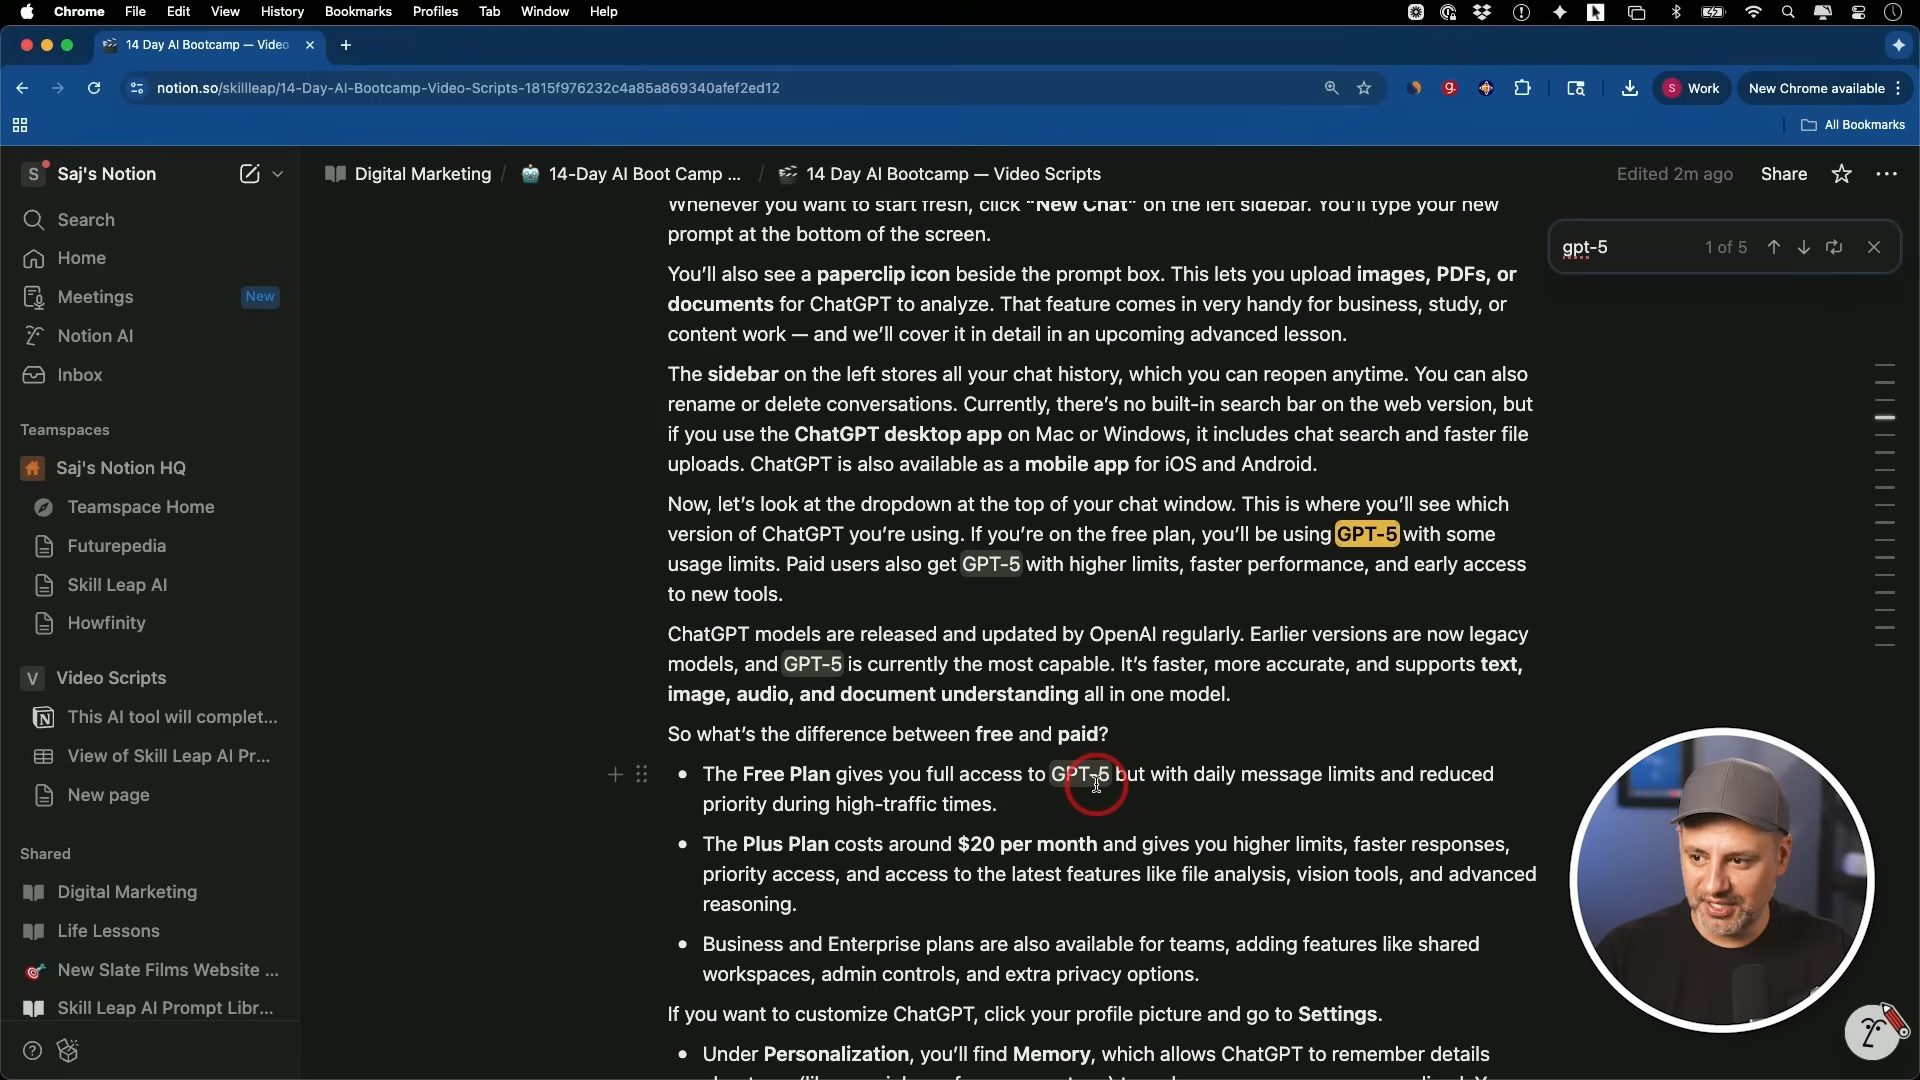 Chrome File Edit View History Bookmarks Profiles Tab Window Help
14 Day AI Bootcamp — Video
notion.so/skillleap/14-Day-AI-Bootcamp-Video-Scripts-1815f976232c4a85a869340afef2ed12
g.
S Work
New Chrome available
All Bookmarks
S Saj's Notion
Digital Marketing / 14-Day AI Boot Camp ... / 14 Day AI Bootcamp — Video Scripts
Edited 2m ago Share
Search
Home
Meetings New
Notion AI
Inbox
Teamspaces
Saj's Notion HQ
Teamspace Home
Futurepedia
Skill Leap AI
Howfinity
V Video Scripts
This AI tool will complet...
View of Skill Leap AI Pr...
New page
Shared
Digital Marketing
Life Lessons
New Slate Films Website ...
Skill Leap AI Prompt Libr...
gpt-5 1 of 5
Whenever you want to start fresh, click "New Chat" on the left sidebar. You'll type your new
prompt at the bottom of the screen.
You'll also see a paperclip icon beside the prompt box. This lets you upload images, PDFs, or
documents for ChatGPT to analyze. That feature comes in very handy for business, study, or
content work — and we'll cover it in detail in an upcoming advanced lesson.
The sidebar on the left stores all your chat history, which you can reopen anytime. You can also
rename or delete conversations. Currently, there's no built-in search bar on the web version, but
if you use the ChatGPT desktop app on Mac or Windows, it includes chat search and faster file
uploads. ChatGPT is also available as a mobile app for iOS and Android.
Now, let's look at the dropdown at the top of your chat window. This is where you'll see which
version of ChatGPT you're using. If you're on the free plan, you'll be using GPT-5 with some
usage limits. Paid users also get GPT-5 with higher limits, faster performance, and early access
to new tools.
ChatGPT models are released and updated by OpenAI regularly. Earlier versions are now legacy
models, and GPT-5 is currently the most capable. It's faster, more accurate, and supports text,
image, audio, and document understanding all in one model.
So what's the difference between free and paid?
• The Free Plan gives you full access to GPT-5 but with daily message limits and reduced
priority during high-traffic times.
• The Plus Plan costs around $20 per month and gives you higher limits, faster responses,
priority access, and access to the latest features like file analysis, vision tools, and advanced
reasoning.
• Business and Enterprise plans are also available for teams, adding features like shared
workspaces, admin controls, and extra privacy options.
If you want to customize ChatGPT, click your profile picture and go to Settings.
• Under Personalization, you'll find Memory, which allows ChatGPT to remember details